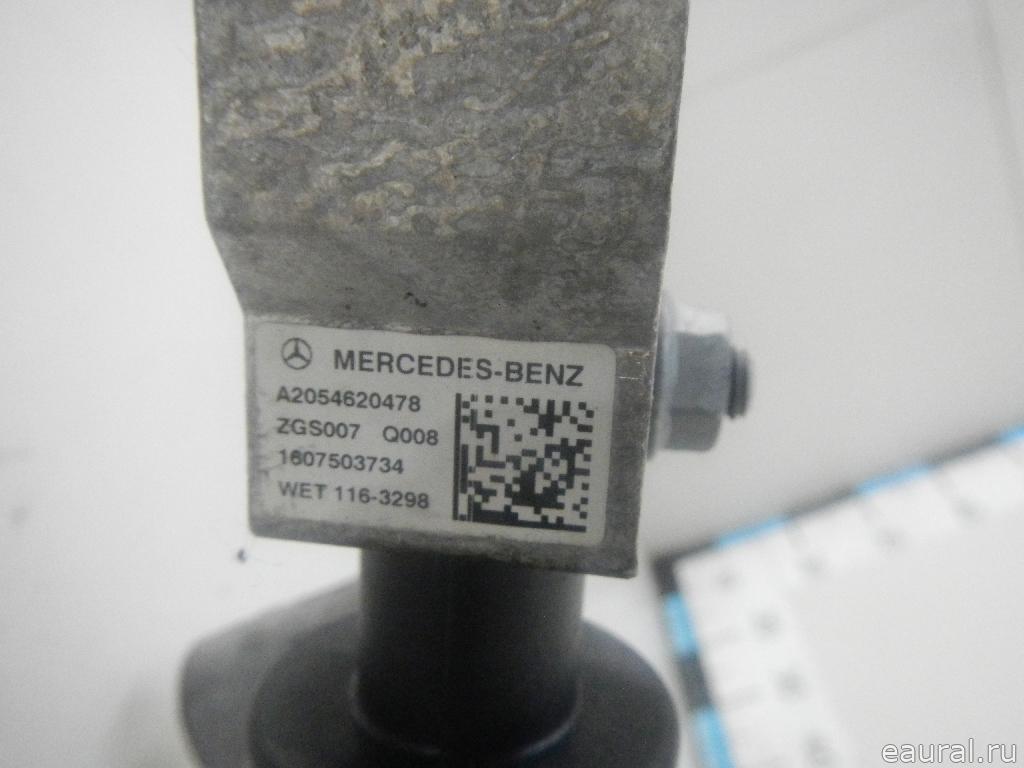 MERCEDES-BENZ
A2054620478
ZGS007 Q008
1607503734
WET 116-3298
eaural.ru